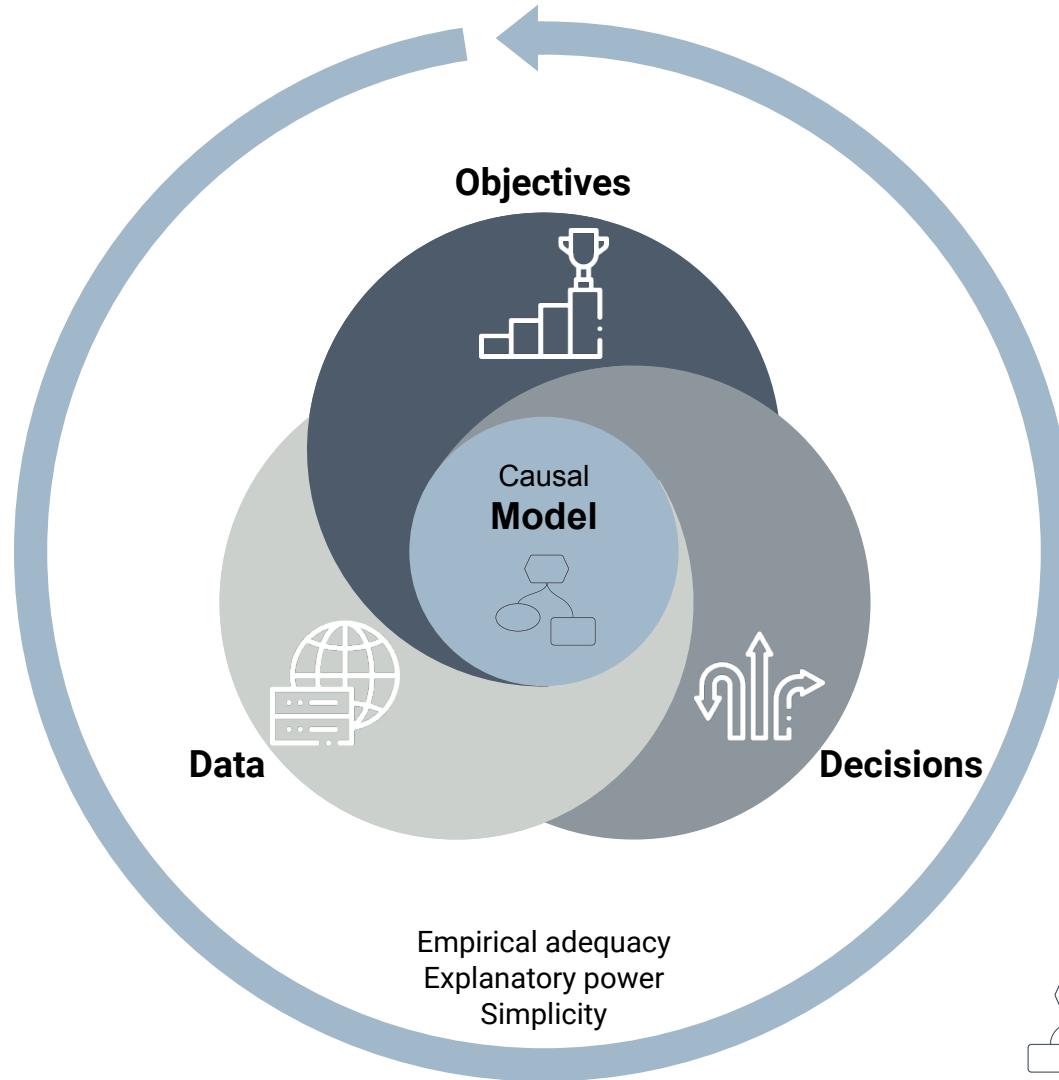 Objectives
Causal
Model
Data
Decisions
Empirical adequacy
Explanatory power
Simplicity